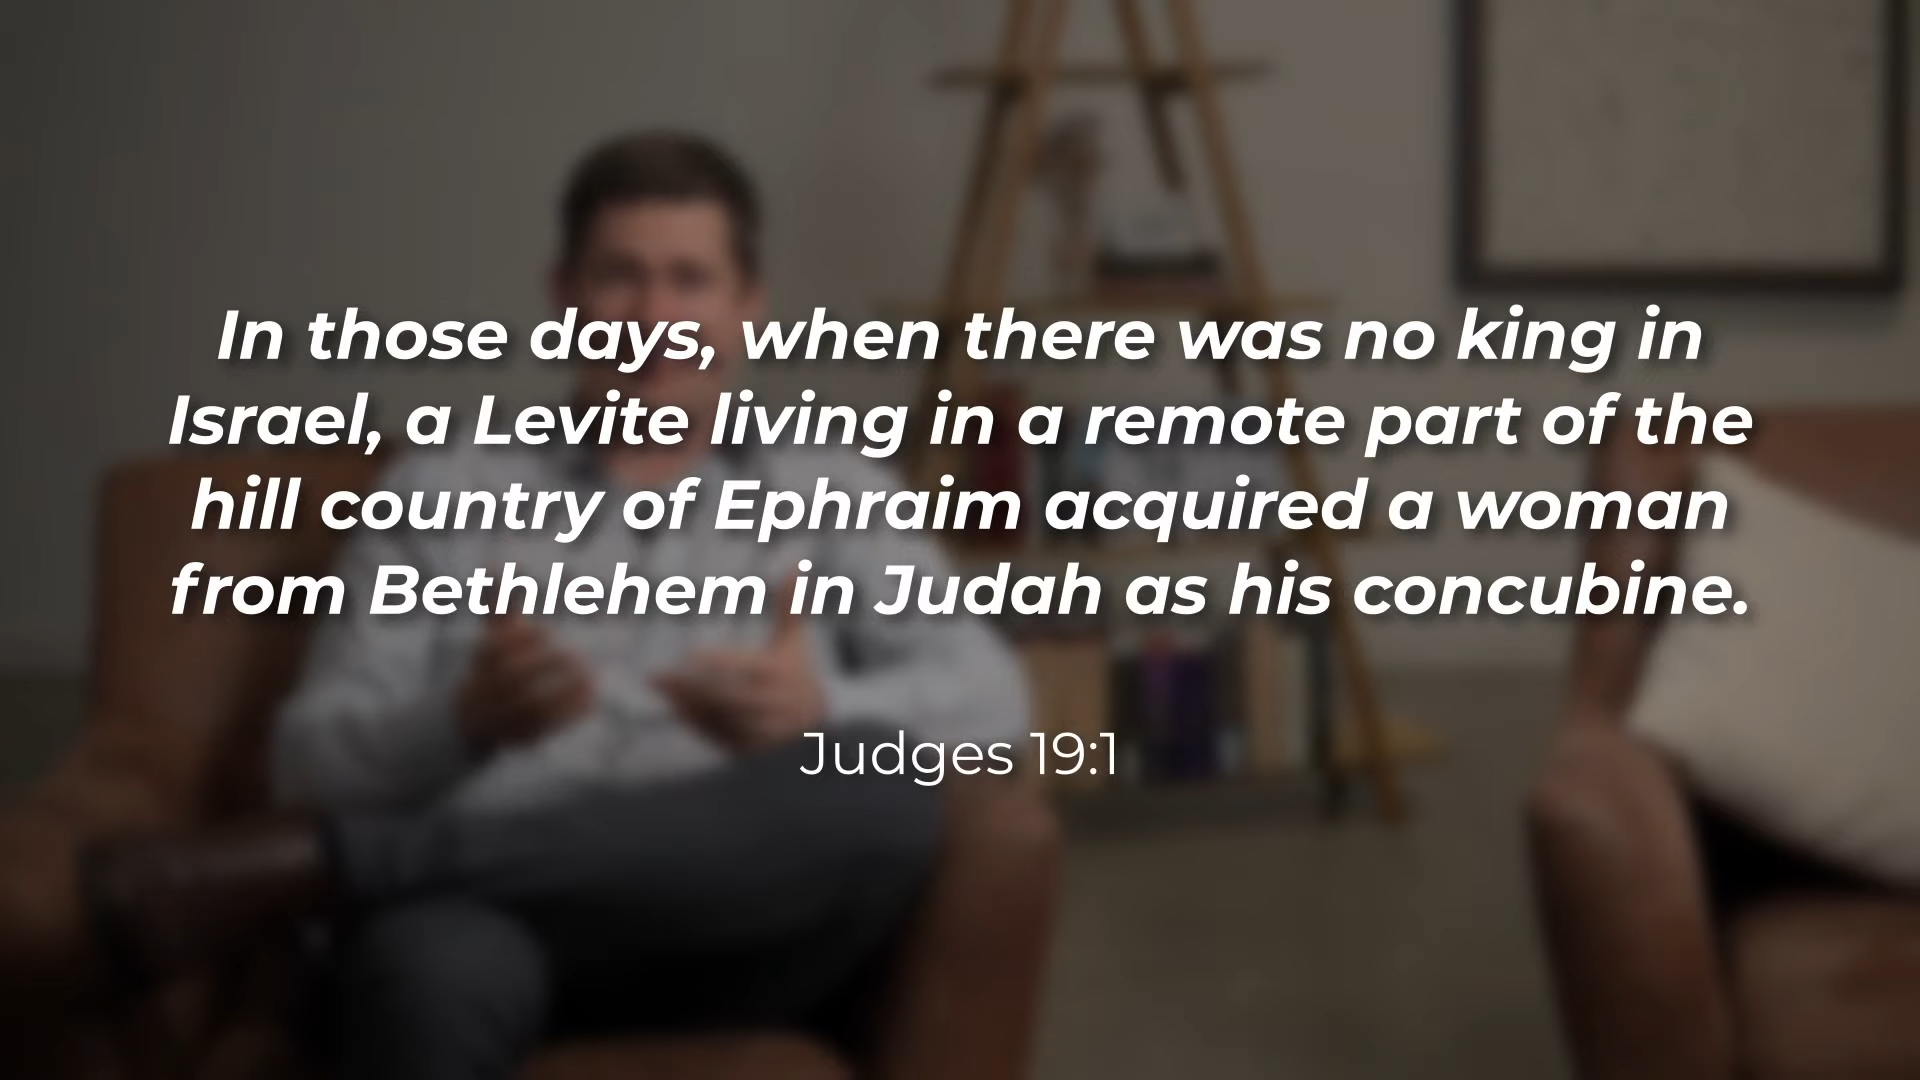 In those days, when there was no king in
Israel, a Levite living in a remote part of the
hill country of Ephraim acquired a woman
from Bethlehem in Judah as his concubine.
Judges 19:1